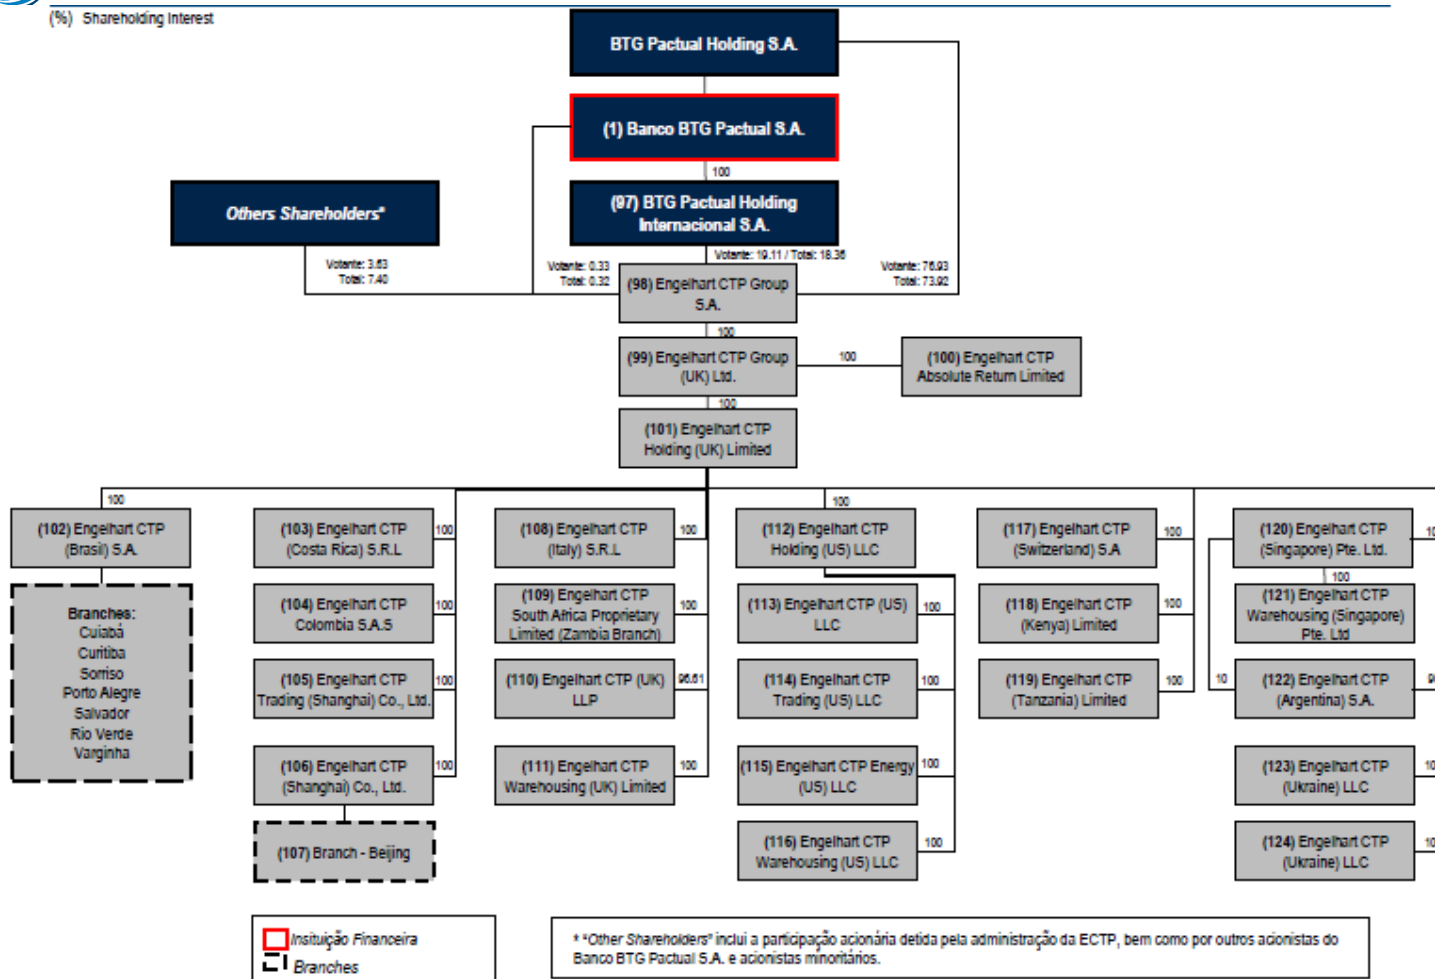 (%) Shareholding Interest
BTG Pactual Holding S.A.
(1) Banco BTG Pactual S.A.
100
Others Shareholders*
(97) BTG Pactual Holding
Internacional S.A.
Votante: 3.63
Total: 7.40
Votante: 0.33
Total: 0.32
Votante: 19.11 / Total: 18.36
Votante: 76.93
Total: 73.92
(98) Engelhart CTP Group
S.A.
100
(99) Engelhart CTP Group
(UK) Ltd.
100
(100) Engelhart CTP
Absolute Return Limited
100
(101) Engelhart CTP
Holding (UK) Limited
100
(102) Engelhart CTP
(Brasil) S.A.
Branches:
Cuiabá
Curitiba
Sorriso
Porto Alegre
Salvador
Rio Verde
Varginha
(103) Engelhart CTP
(Costa Rica) S.R.L
100
(104) Engelhart CTP
Colombia S.A.S
100
(105) Engelhart CTP
Trading (Shanghai) Co., Ltd.
100
(106) Engelhart CTP
(Shanghai) Co., Ltd.
100
(107) Branch - Beijing
(108) Engelhart CTP
(Italy) S.R.L
100
(109) Engelhart CTP
South Africa Proprietary
Limited (Zambia Branch)
100
(110) Engelhart CTP (UK)
LLP
96.61
(111) Engelhart CTP
Warehousing (UK) Limited
100
100
(112) Engelhart CTP
Holding (US) LLC
(113) Engelhart CTP (US)
LLC
100
(114) Engelhart CTP
Trading (US) LLC
100
(115) Engelhart CTP Energy
(US) LLC
100
(116) Engelhart CTP
Warehousing (US) LLC
100
(117) Engelhart CTP
(Switzerland) S.A
100
(118) Engelhart CTP
(Kenya) Limited
100
(119) Engelhart CTP
(Tanzania) Limited
100
(120) Engelhart CTP
(Singapore) Pte. Ltd.
100
(121) Engelhart CTP
Warehousing (Singapore)
Pte. Ltd
10
(122) Engelhart CTP
(Argentina) S.A.
(123) Engelhart CTP
(Ukraine) LLC
(124) Engelhart CTP
(Ukraine) LLC
Insituição Financeira
Branches
* "Other Shareholders" inclui a participação acionária detida pela administração da ECTP, bem como por outros acionistas do
Banco BTG Pactual S.A. e acionistas minoritários.